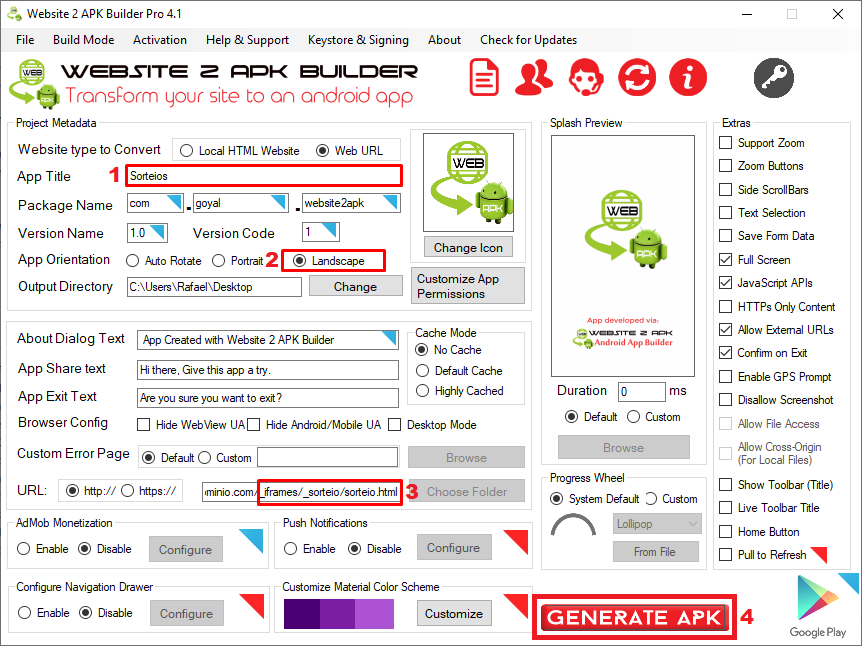 Website 2 APK Builder Pro 4.1
File Build Mode Activation Help & Support Keystore & Signing About Check for Updates
WEB
APK
WEBSITE 2 APK BUILDER
Transform your site to an android app
Project Metadata
Website type to Convert Local HTML Website Web URL
1 App Title Sorteios
Package Name com . goyal . website2apk
Version Name 1.0 Version Code 1
App Orientation Auto Rotate Portrait 2 Landscape
Output Directory C:\Users\Rafael\Desktop Change
WEB
APK
Change Icon
Customize App
Permissions
About Dialog Text App Created with Website 2 APK Builder
App Share text Hi there, Give this app a try.
App Exit Text Are you sure you want to exit?
Cache Mode
No Cache
Default Cache
Highly Cached
Browser Config Hide WebView UA Hide Android/Mobile UA Desktop Mode
Custom Error Page Default Custom Browse
URL: http:// https:// ominio.com/_iframes/_sorteio/sorteio.html 3 Choose Folder
AdMob Monetization
Enable Disable Configure
Push Notifications
Enable Disable Configure
Configure Navigation Drawer
Enable Disable Configure
Customize Material Color Scheme
Customize
Splash Preview
WEB
APK
App developed via:
WEBSITE 2 APK
Android App Builder
Duration 0 ms
Default Custom
Browse
Progress Wheel
System Default Custom
Lollipop
From File
GENERATE APK 4
Extras
Support Zoom
Zoom Buttons
Side ScrollBars
Text Selection
Save Form Data
Full Screen
JavaScript APIs
HTTPs Only Content
Allow External URLs
Confirm on Exit
Enable GPS Prompt
Disallow Screenshot
Allow File Access
Allow Cross-Origin
(For Local Files)
Show Toolbar (Title)
Live Toolbar Title
Home Button
Pull to Refresh
Google Play